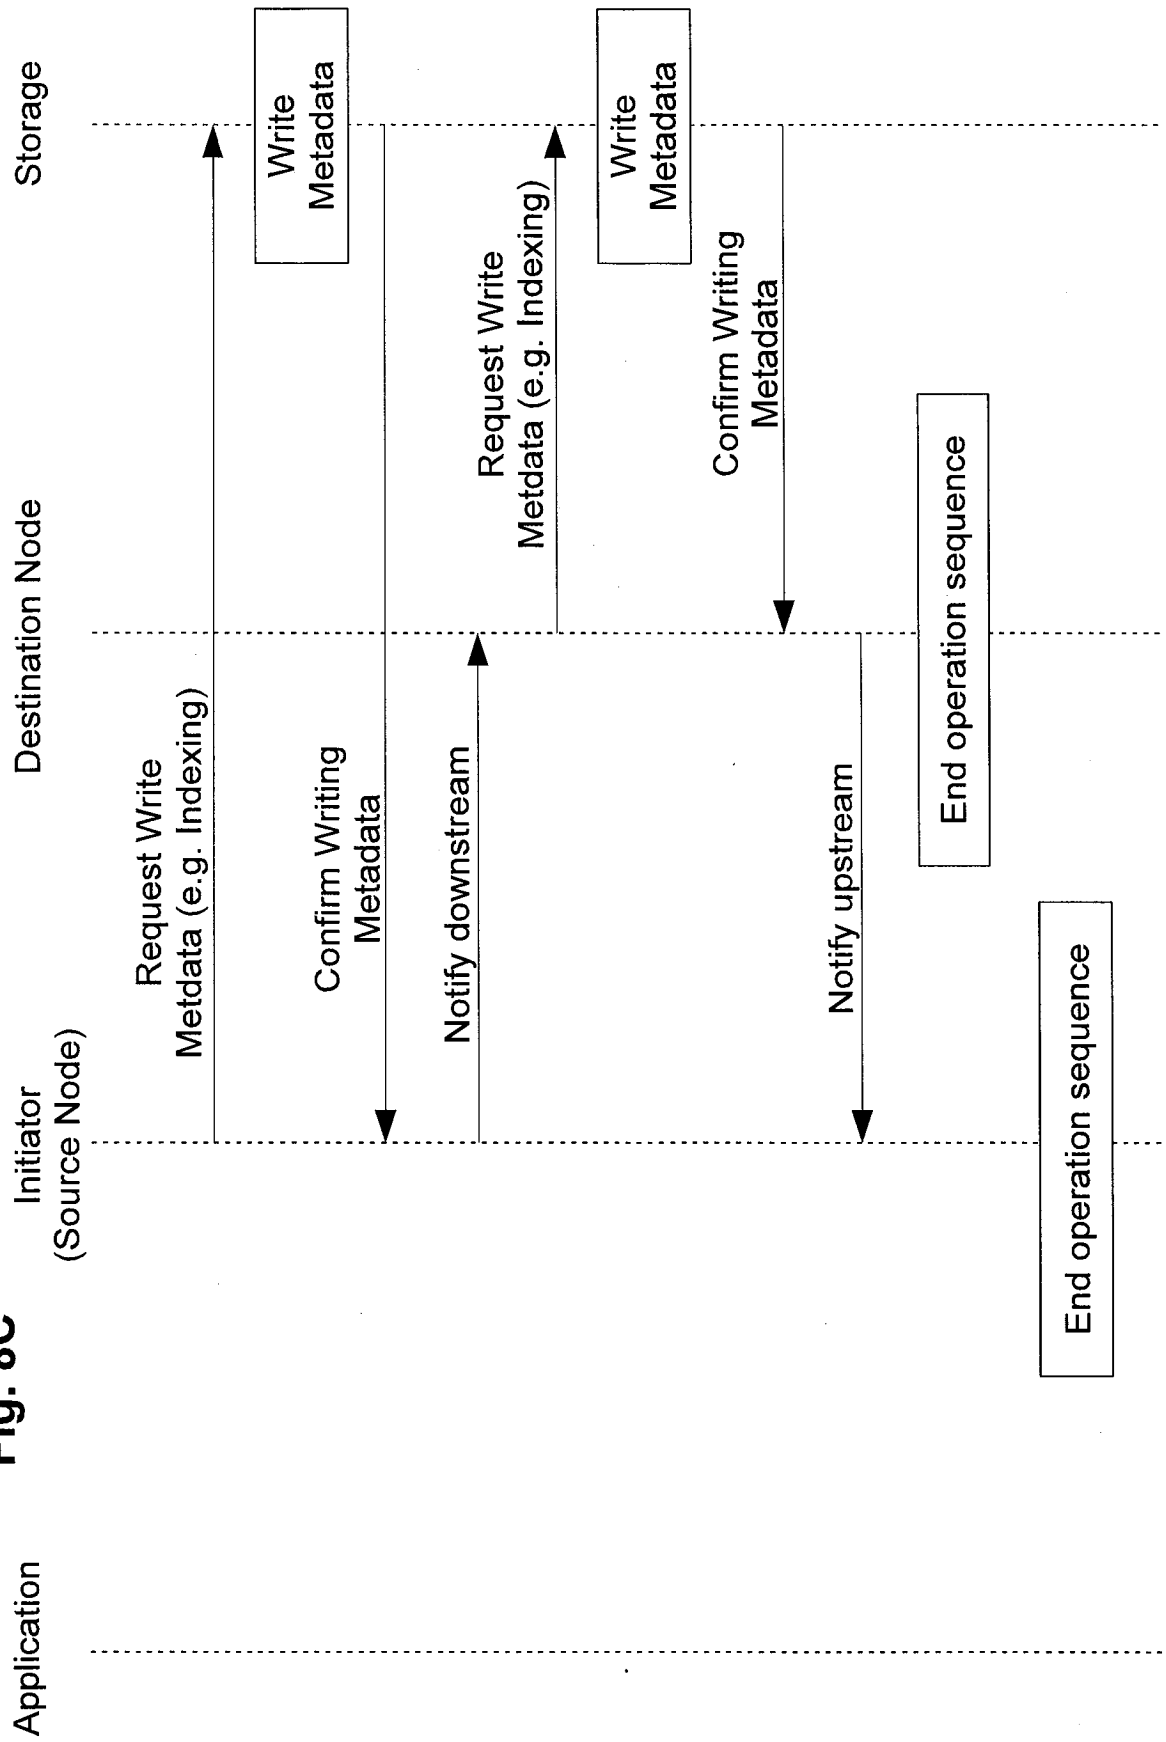 Fig.
Application
Initiator
(Source Node)
Destination Node
Storage
Request Write
Metdata (e.g. Indexing)
Write
Metadata
Confirm Writing
Metadata
Notify downstream
Request Write
Metdata (e.g. Indexing)
Write
Metadata
Confirm Writing
Metadata
Notify upstream
End operation sequence
End operation sequence